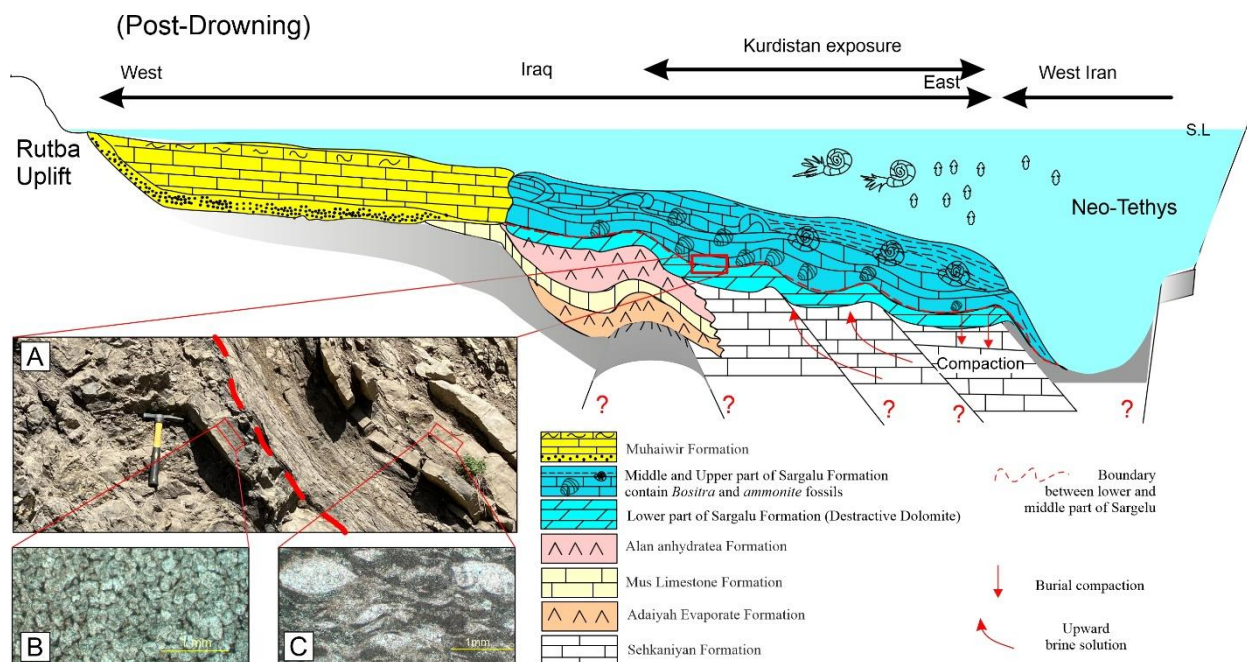 (Post-Drowning)
Kurdistan exposure
West
Iraq
East
West Iran
S.L
Rutba
Uplift
Neo-Tethys
Compaction
?
?
?
?
?
A
B
1 mm
C
1mm
Muhaiwir Formation
Middle and Upper part of Sargalu Formation
contain Bositra and ammonite fossils
Lower part of Sargalu Formation (Destractive Dolomite)
Alan anhydratea Formation
Mus Limestone Formation
Adaiyah Evaporate Formation
Sehkaniyan Formation
Boundary
between lower and
middle part of Sargelu
Burial compaction
Upward
brine solution